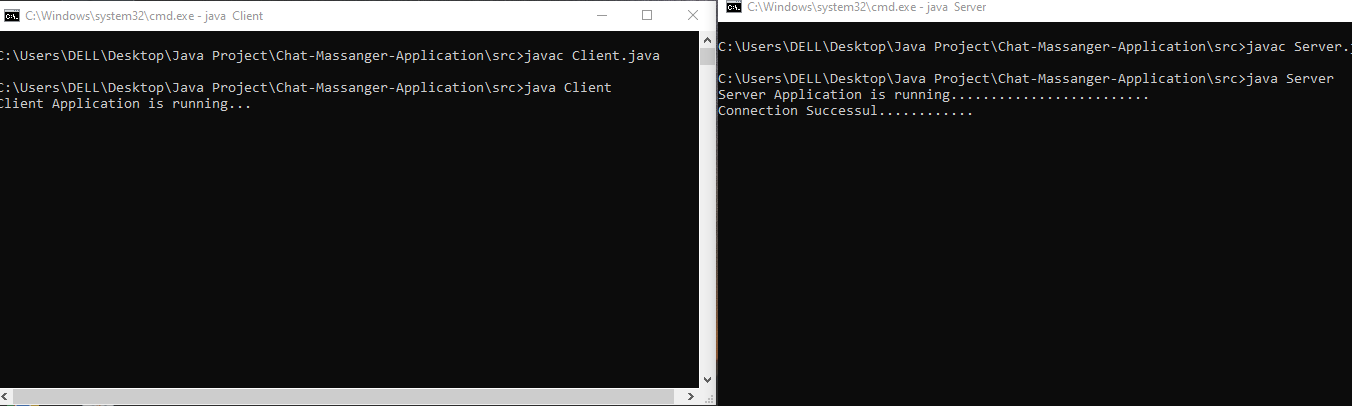 C:\Windows\system32\cmd.exe - java Client
C:\Users\DELL\Desktop\Java Project\Chat-Massanger-Application\src>javac Client.java
C:\Users\DELL\Desktop\Java Project\Chat-Massanger-Application\src>java Client
Client Application is running...
C:\Windows\system32\cmd.exe - java Server
C:\Users\DELL\Desktop\Java Project\Chat-Massanger-Application\src>javac Server.j
C:\Users\DELL\Desktop\Java Project\Chat-Massanger-Application\src>java Server
Server Application is running.........................
Connection Successul............